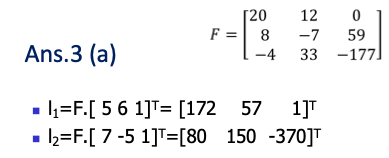 F = [20 12 0
8 -7 59
-4 33 -177]
Ans.3 (a)
▪ l₁=F.[ 5 6 1]ᵀ= [172 57 1]ᵀ
▪ l₂=F.[ 7 -5 1]ᵀ=[80 150 -370]ᵀ